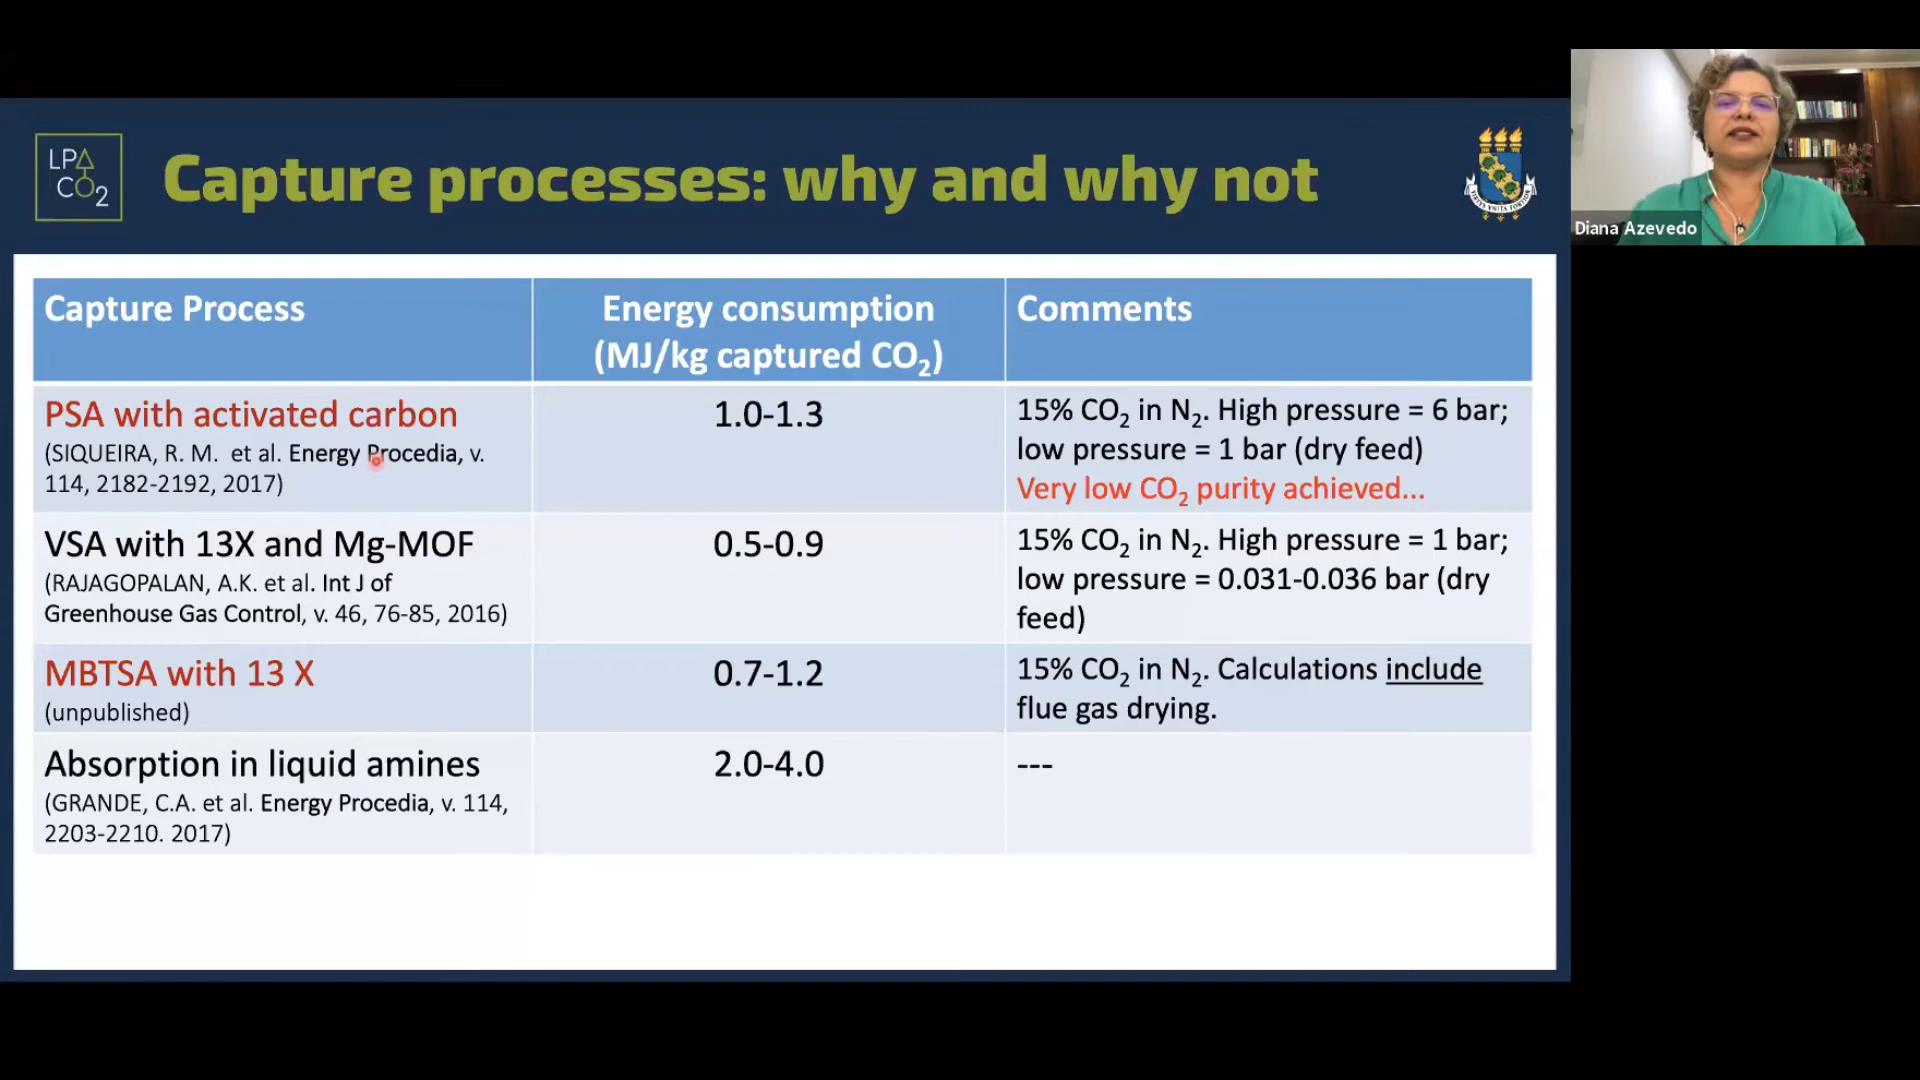 LPA
CO2
Capture processes: why and why not
Diana Azevedo
Capture Process
Energy consumption
(MJ/kg captured CO₂)
Comments
PSA with activated carbon
(SIQUEIRA, R. M. et al. Energy Procedia, v.
114, 2182-2192, 2017)
1.0-1.3
15% CO₂ in N₂. High pressure = 6 bar;
low pressure = 1 bar (dry feed)
Very low CO₂ purity achieved...
VSA with 13X and Mg-MOF
(RAJAGOPALAN, A.K. et al. Int J of
Greenhouse Gas Control, v. 46, 76-85, 2016)
0.5-0.9
15% CO₂ in N₂. High pressure = 1 bar;
low pressure = 0.031-0.036 bar (dry
feed)
MBTSA with 13 X
(unpublished)
0.7-1.2
15% CO₂ in N₂. Calculations include
flue gas drying.
Absorption in liquid amines
(GRANDE, C.A. et al. Energy Procedia, v. 114,
2203-2210. 2017)
2.0-4.0
---